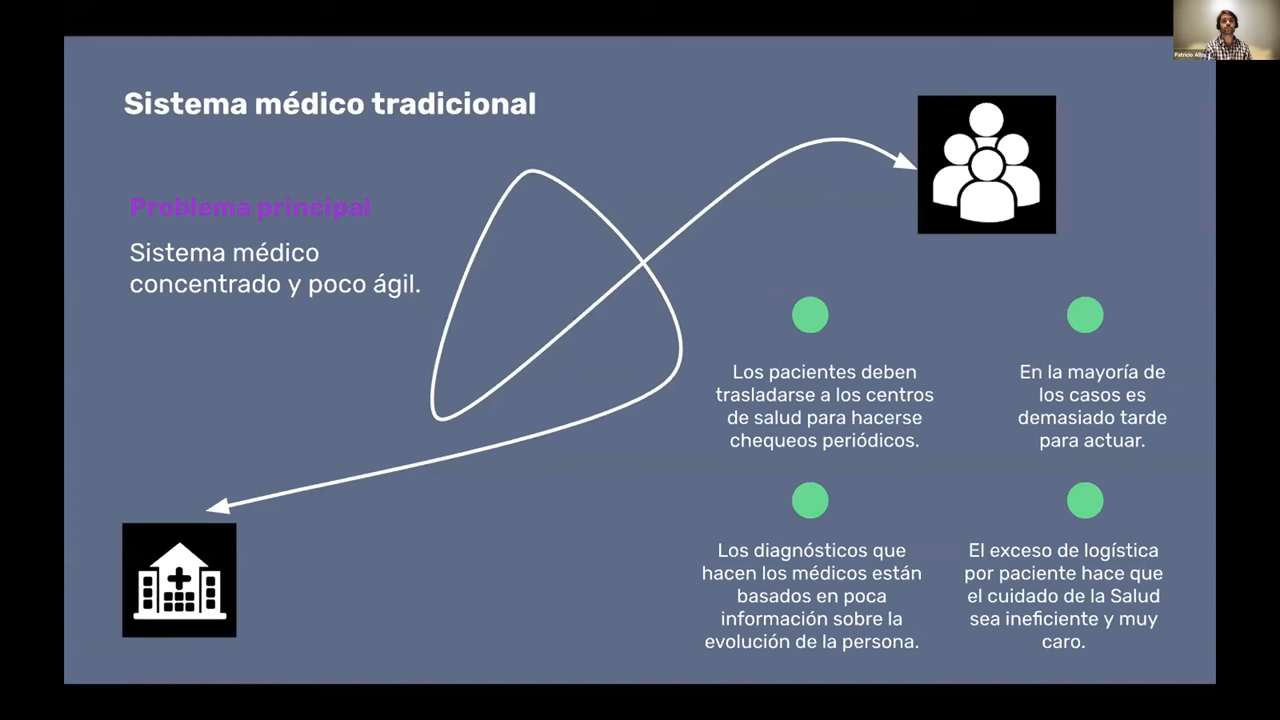 Sistema médico tradicional
Problema principal
Sistema médico
concentrado y poco ágil.
Los pacientes deben
trasladarse a los centros
de salud para hacerse
chequeos periódicos.
En la mayoría de
los casos es
demasiado tarde
para actuar.
Los diagnósticos que
hacen los médicos están
basados en poca
información sobre la
evolución de la persona.
El exceso de logística
por paciente hace que
el cuidado de la Salud
sea ineficiente y muy
caro.
Patricio